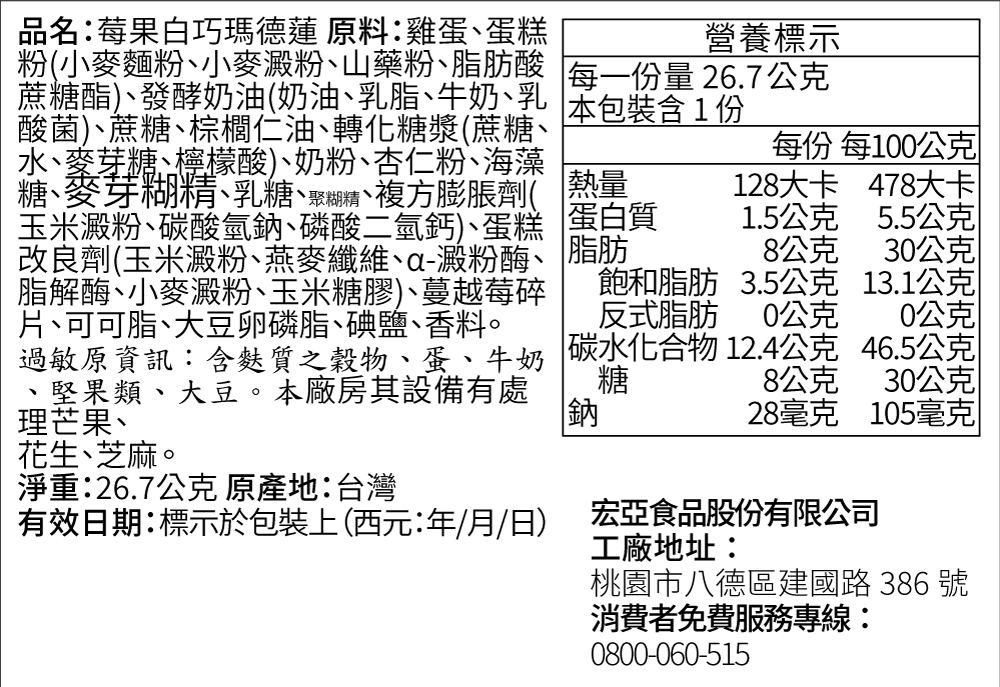 品名:莓果白巧瑪德蓮 原料:雞蛋、蛋糕
粉(小麥麵粉、小麥澱粉、山藥粉、脂肪酸
蔗糖酯)、發酵奶油(奶油、乳脂、牛奶、乳
酸菌)、蔗糖、棕櫚仁油、轉化糖漿(蔗糖、
水、麥芽糖、檸檬酸)、奶粉、杏仁粉、海藻
糖、麥芽糊精、乳糖、聚糊精、複方膨脹劑(
玉米澱粉、碳酸氫鈉、磷酸二氫鈣)、蛋糕
改良劑(玉米澱粉、燕麥纖維、α-澱粉酶、
脂解酶、小麥澱粉、玉米糖膠)、蔓越莓碎
片、可可脂、大豆卵磷脂、碘鹽、香料。
過敏原資訊：含麩質之穀物、蛋、牛奶
、堅果類、大豆。本廠房其設備有處
理芒果、
花生、芝麻。
淨重:26.7公克 原產地:台灣
有效日期:標示於包裝上(西元:年/月/日)
營養標示
每一份量 26.7公克
本包裝含 1 份
每份 每100公克
熱量 128大卡 478大卡
蛋白質 1.5公克 5.5公克
脂肪 8公克 30公克
飽和脂肪 3.5公克 13.1公克
反式脂肪 0公克 0公克
碳水化合物 12.4公克 46.5公克
糖 8公克 30公克
鈉 28毫克 105毫克
宏亞食品股份有限公司
工廠地址：
桃園市八德區建國路 386 號
消費者免費服務專線：
0800-060-515